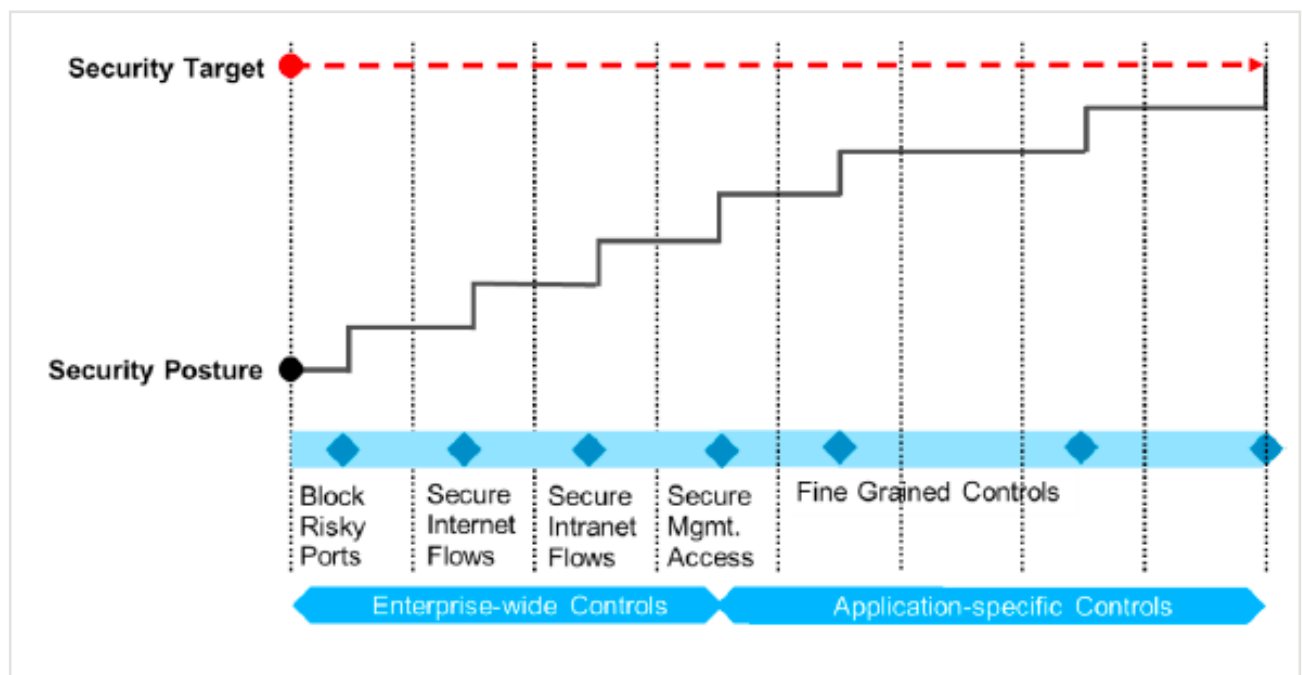 Security Target
Security Posture
Block
Risky
Ports
Secure
Internet
Flows
Secure
Intranet
Flows
Secure
Mgmt.
Access
Fine Grained Controls
Enterprise-wide Controls
Application-specific Controls